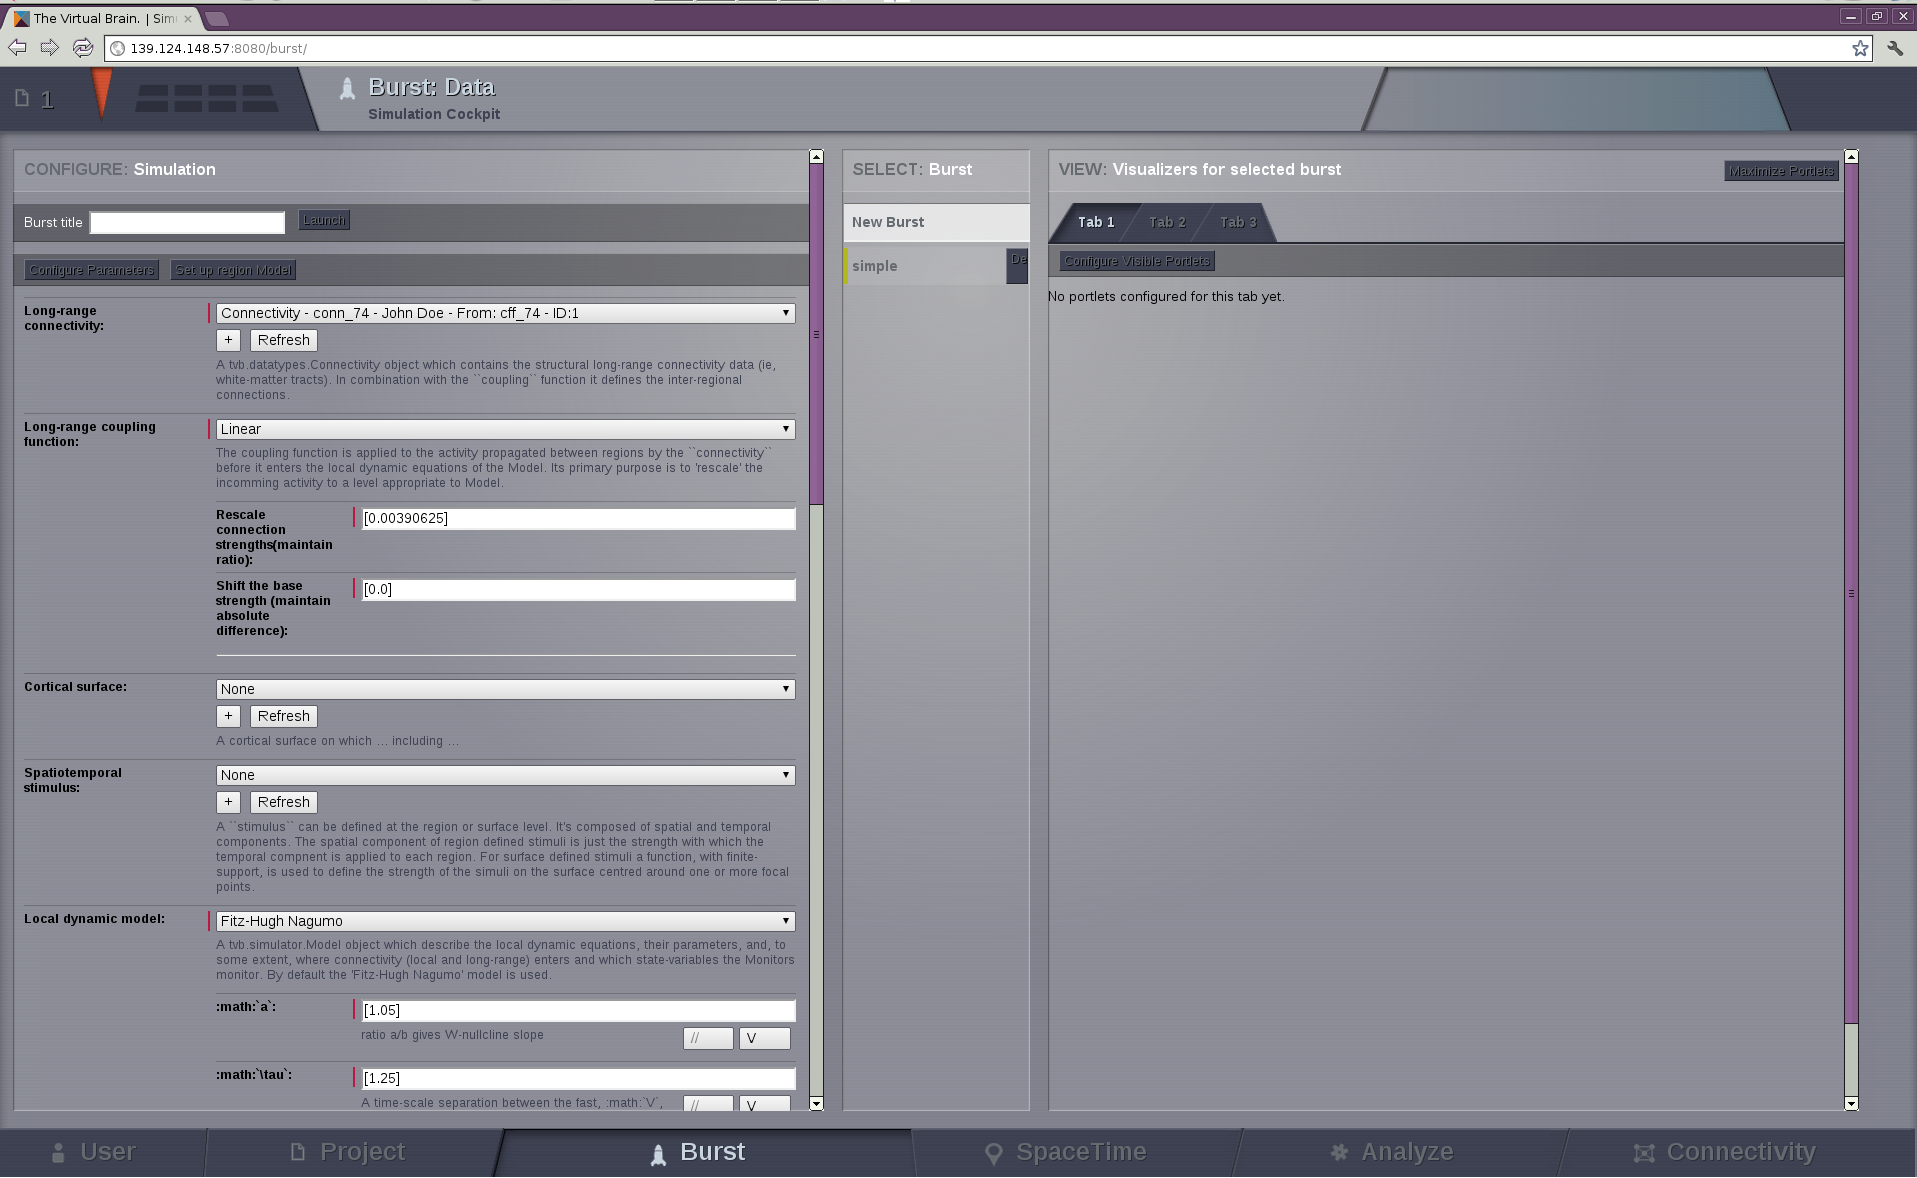 The Virtual Brain. | Sim
139.124.148.57:8080/burst/
1
Burst: Data
Simulation Cockpit
CONFIGURE: Simulation
Burst title
Launch
Configure Parameters
Set up region Model
Long-range
connectivity:
Connectivity - conn_74 - John Doe - From: cff_74 - ID:1
+ Refresh
A tvb.datatypes.Connectivity object which contains the structural long-range connectivity data (ie,
white-matter tracts). In combination with the ``coupling`` function it defines the inter-regional
connections.
Long-range coupling
function:
Linear
The coupling function is applied to the activity propagated between regions by the ``connectivity``
before it enters the local dynamic equations of the Model. Its primary purpose is to 'rescale' the
incomming activity to a level appropriate to Model.
Rescale
connection
strengths(maintain
ratio):
[0.00390625]
Shift the base
strength (maintain
absolute
difference):
[0.0]
Cortical surface:
None
+ Refresh
A cortical surface on which ... including ...
Spatiotemporal
stimulus:
None
+ Refresh
A ``stimulus`` can be defined at the region or surface level. It's composed of spatial and temporal
components. The spatial component of region defined stimuli is just the strength with which the
temporal compnent is applied to each region. For surface defined stimuli a function, with finite-
support, is used to define the strength of the simuli on the surface centred around one or more focal
points.
Local dynamic model:
Fitz-Hugh Nagumo
A tvb.simulator.Model object which describe the local dynamic equations, their parameters, and, to
some extent, where connectivity (local and long-range) enters and which state-variables the Monitors
monitor. By default the 'Fitz-Hugh Nagumo' model is used.
:math:`a`:
[1.05]
ratio a/b gives W-nullcline slope
// V
:math:`\tau`:
[1.25]
A time-scale separation between the fast, :math:`V`,
// V
SELECT: Burst
New Burst
simple
De
VIEW: Visualizers for selected burst
Maximize Portlets
Tab 1
Tab 2
Tab 3
Configure Visible Portlets
No portlets configured for this tab yet.
User
Project
Burst
SpaceTime
Analyze
Connectivity